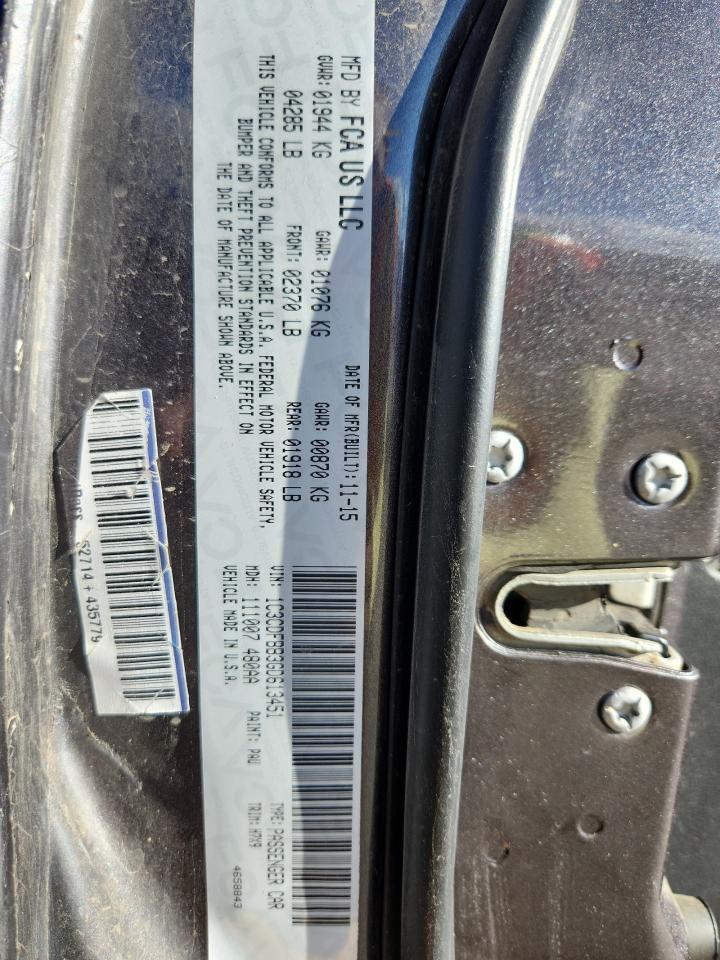 MFD BY FCA US LLC
DATE OF MFR(BUILT): 11-15
GVWR: 01944 KG GAWR: 01076 KG GAWR: 00870 KG
04285 LB FRONT: 02370 LB REAR: 01918 LB
THIS VEHICLE CONFORMS TO ALL APPLICABLE U.S.A. FEDERAL MOTOR VEHICLE SAFETY,
BUMPER AND THEFT PREVENTION STANDARDS IN EFFECT ON
THE DATE OF MANUFACTURE SHOWN ABOVE.
VIN: 1C3CDFBB3GD613451 TYPE: PASSENGER CAR
MDH: 111007 480AA PAINT: PAU TRIM: H7X9
VEHICLE MADE IN U.S.A.
4658843
52714 + 435779